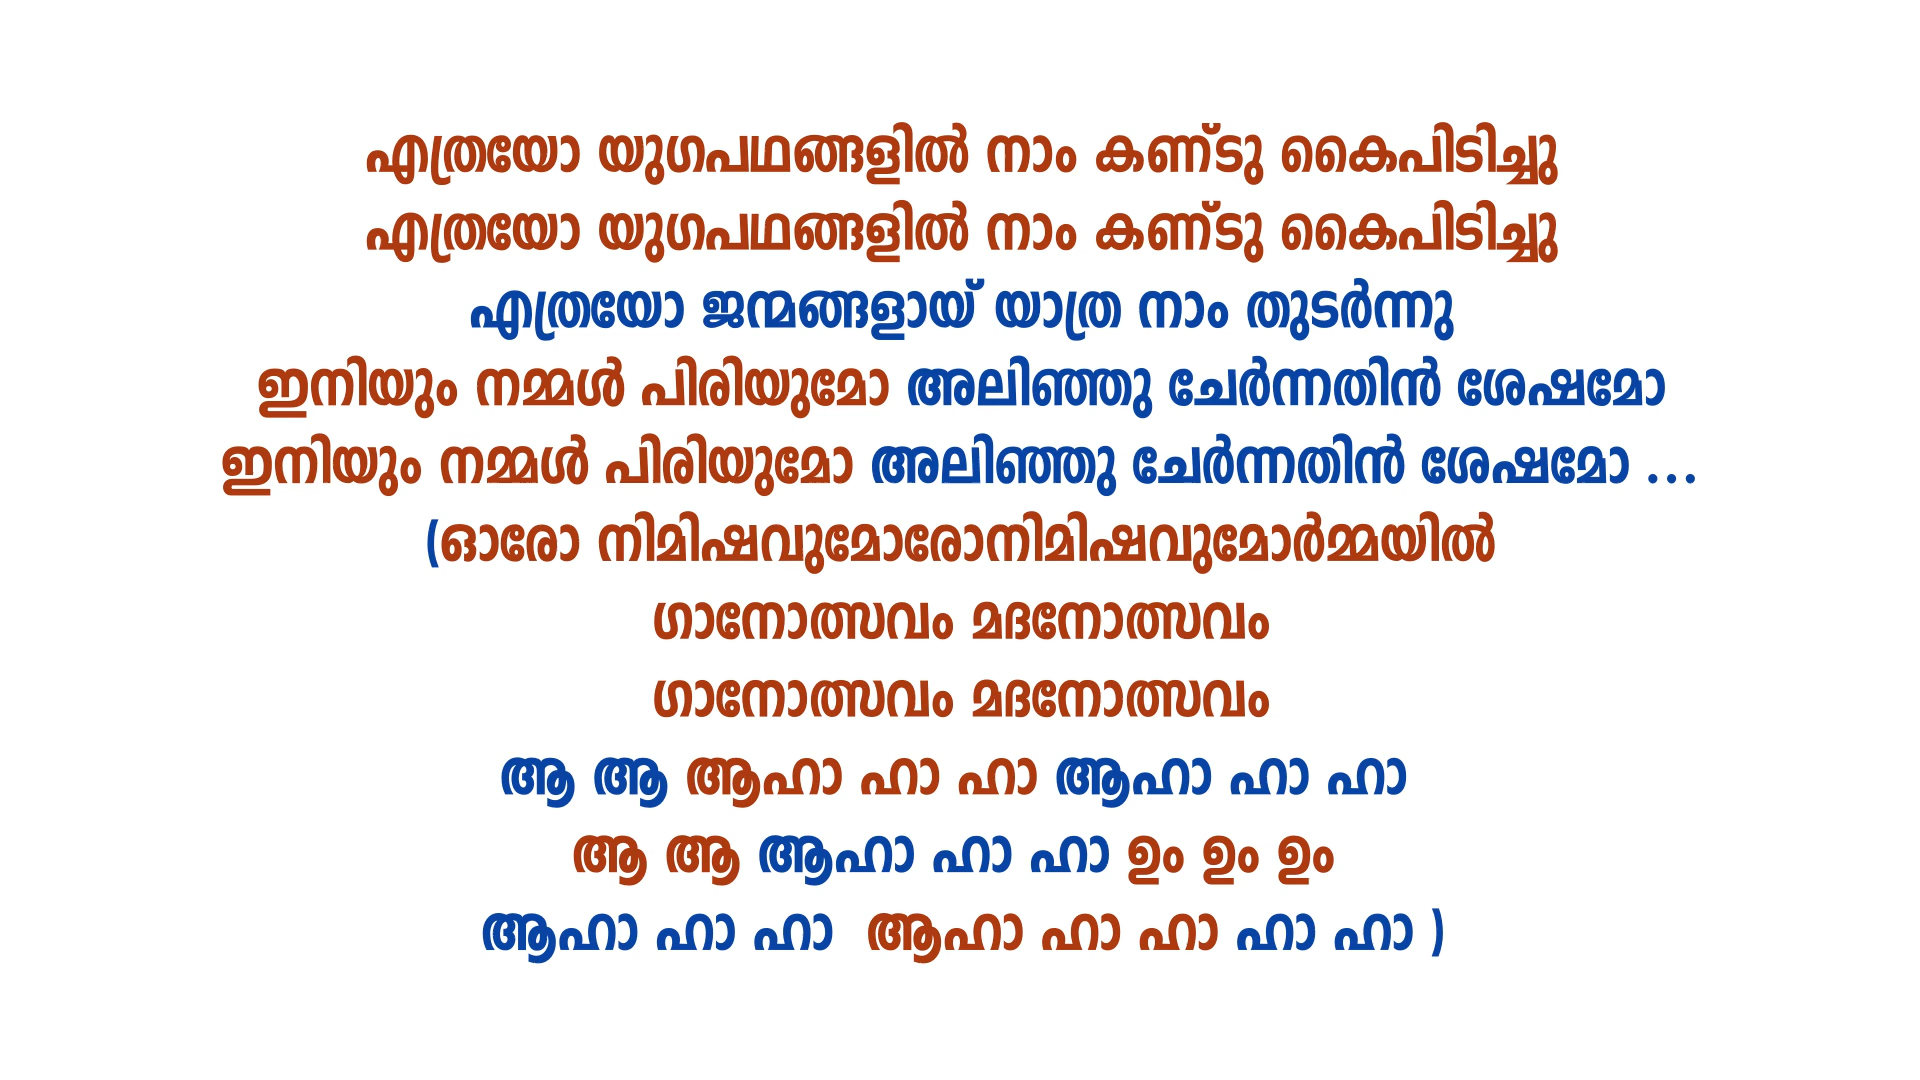 എത്രയോ യുഗപഥങ്ങളിൽ നാം കണ്ടു കൈപിടിച്ചു
എത്രയോ യുഗപഥങ്ങളിൽ നാം കണ്ടു കൈപിടിച്ചു
എത്രയോ ജന്മങ്ങളായ് യാത്ര നാം തുടർന്നു
ഇനിയും നമ്മൾ പിരിയുമോ അലിഞ്ഞു ചേർന്നതിൻ ശേഷമോ
ഇനിയും നമ്മൾ പിരിയുമോ അലിഞ്ഞു ചേർന്നതിൻ ശേഷമോ ...
(ഓരോ നിമിഷവുമോരോനിമിഷവുമോർമ്മയിൽ
ഗാനോത്സവം മദനോത്സവം
ഗാനോത്സവം മദനോത്സവം
ആ ആ ആഹാ ഹാ ഹാ ആഹാ ഹാ ഹാ
ആ ആ ആഹാ ഹാ ഹാ ഉം ഉം ഉം
ആഹാ ഹാ ഹാ ആഹാ ഹാ ഹാ ഹാ ഹാ )